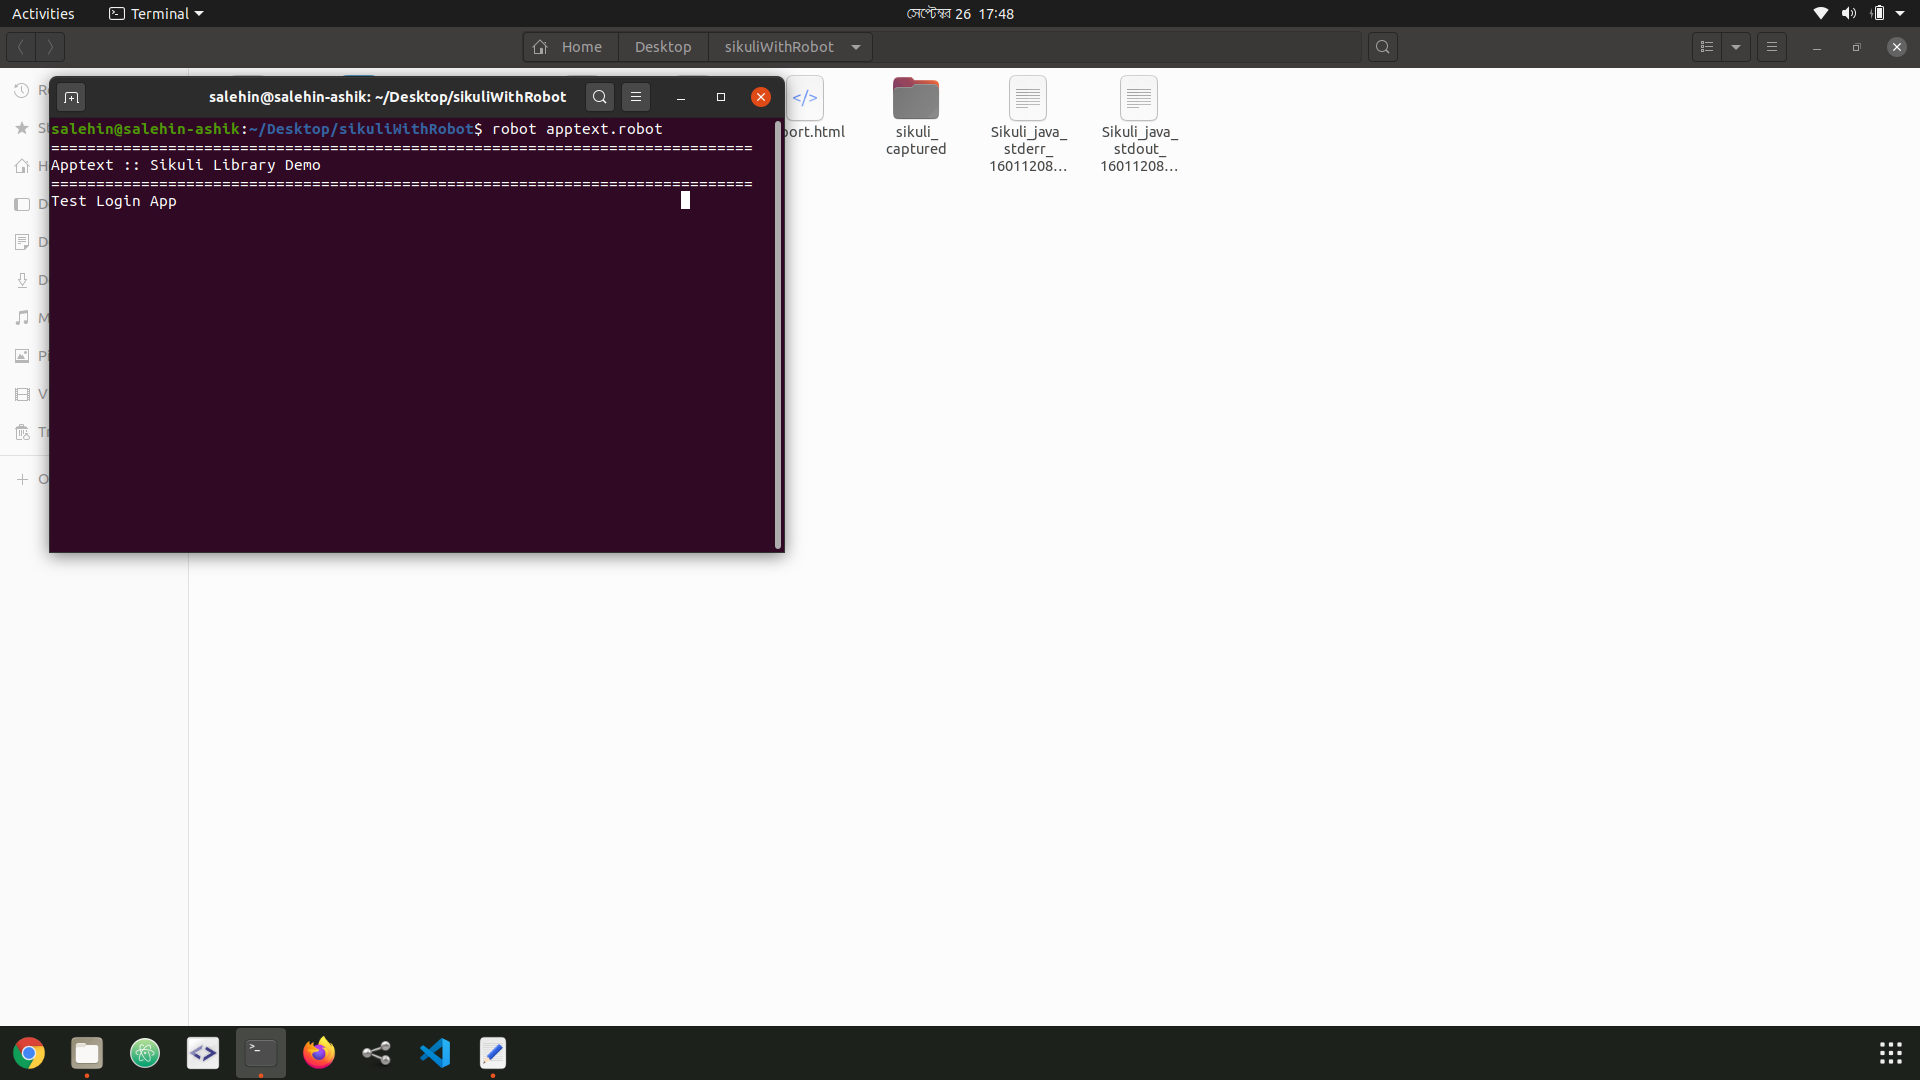 Activities
Terminal
সেপ্টেম্বর 26 17:48
Home
Desktop
sikuliWithRobot
salehin@salehin-ashik: ~/Desktop/sikuliWithRobot
salehin@salehin-ashik:~/Desktop/sikuliWithRobot$ robot apptext.robot
==============================================================================
Apptext :: Sikuli Library Demo
==============================================================================
Test Login App
port.html
sikuli_
captured
Sikuli_java_
stderr_
16011208...
Sikuli_java_
stdout_
16011208...